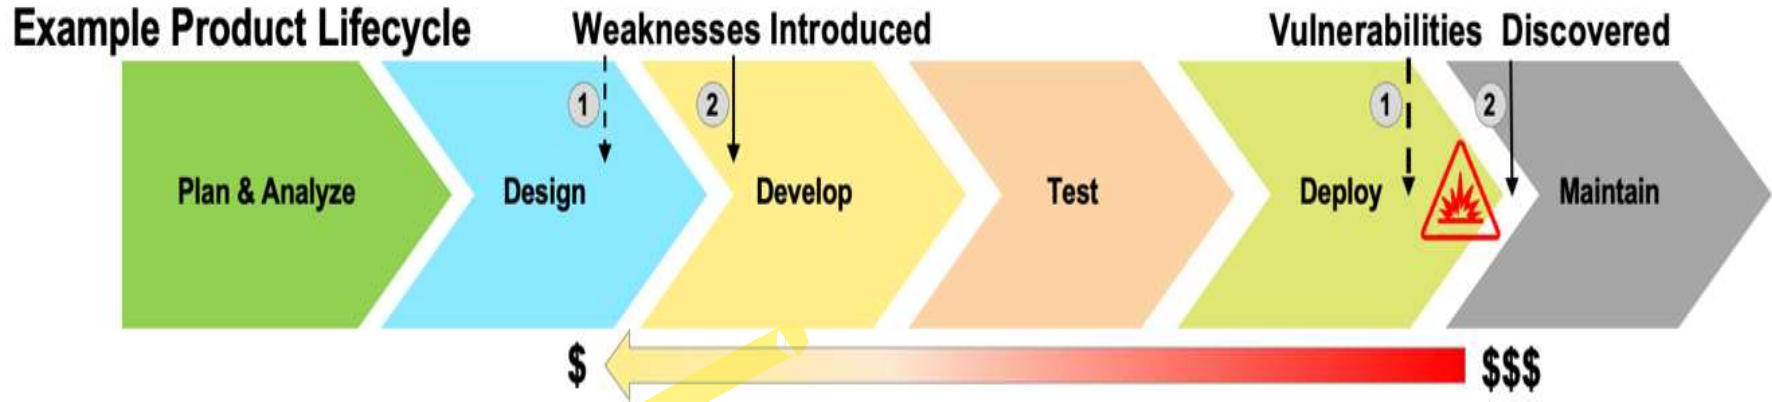 Example Product Lifecycle
Weaknesses Introduced
Vulnerabilities Discovered
1
2
1
2
Plan & Analyze
Design
Develop
Test
Deploy
Maintain
$
$$$